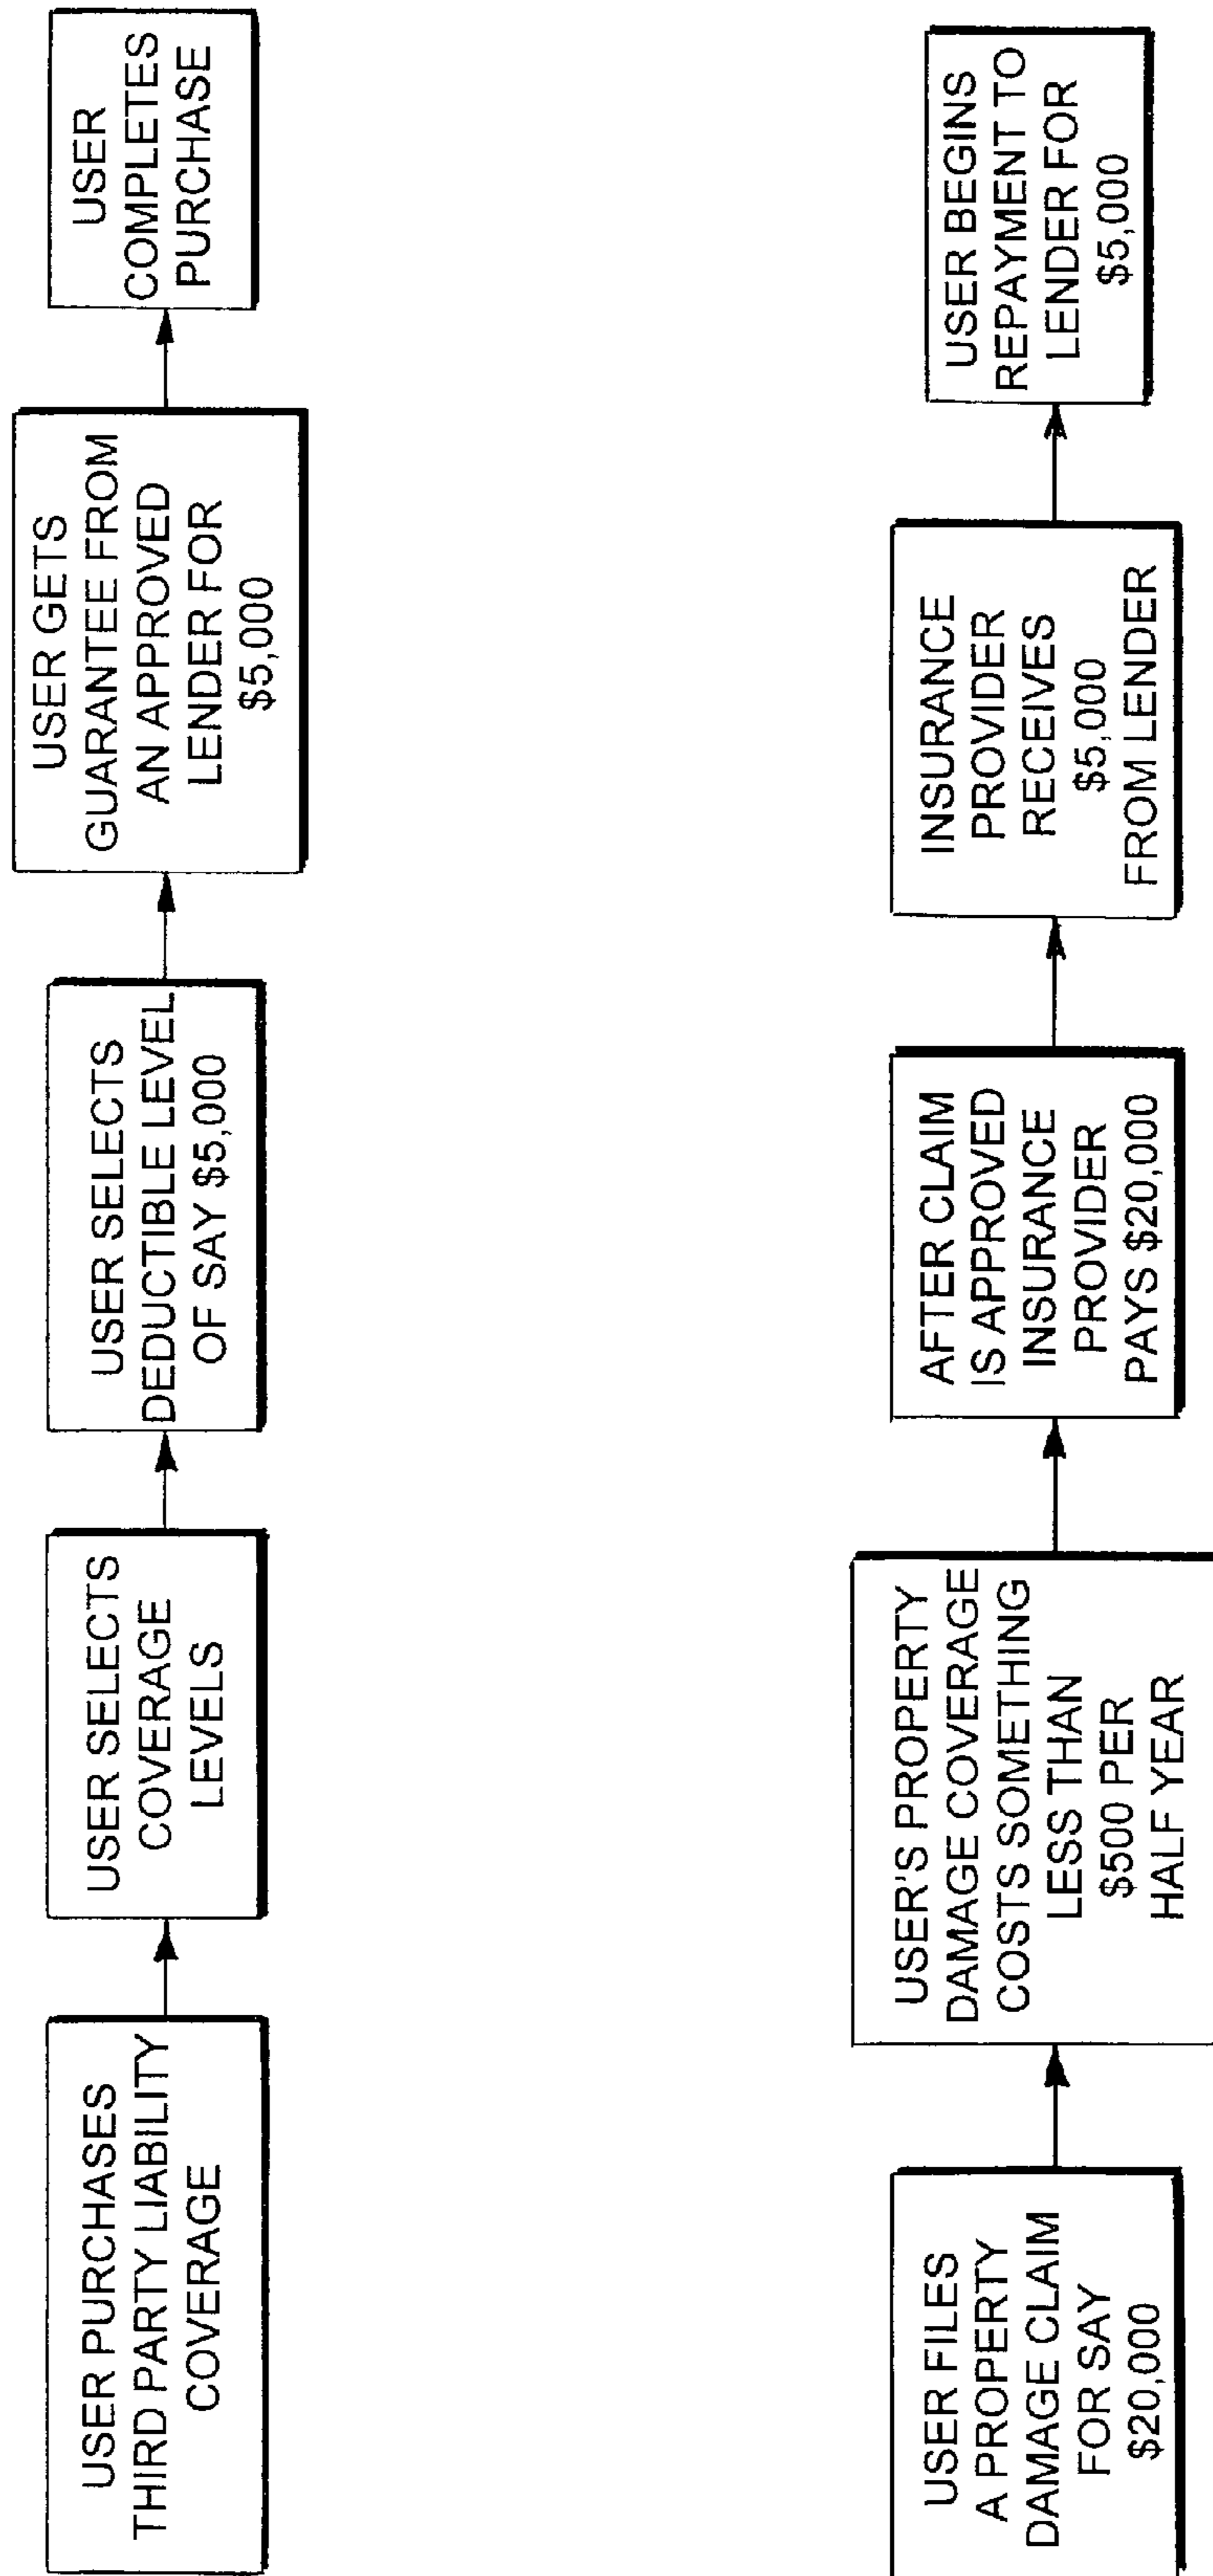 USER PURCHASES
THIRD PARTY LIABILITY
COVERAGE
USER SELECTS
COVERAGE
LEVELS
USER SELECTS
DEDUCTIBLE LEVEL
OF SAY $5,000
USER GETS
GUARANTEE FROM
AN APPROVED
LENDER FOR
$5,000
USER
COMPLETES
PURCHASE
USER FILES
A PROPERTY
DAMAGE CLAIM
FOR SAY
$20,000
USER'S PROPERTY
DAMAGE COVERAGE
COSTS SOMETHING
LESS THAN
$500 PER
HALF YEAR
AFTER CLAIM
IS APPROVED
INSURANCE
PROVIDER
PAYS $20,000
INSURANCE
PROVIDER
RECEIVES
$5,000
FROM LENDER
USER BEGINS
REPAYMENT TO
LENDER FOR
$5,000